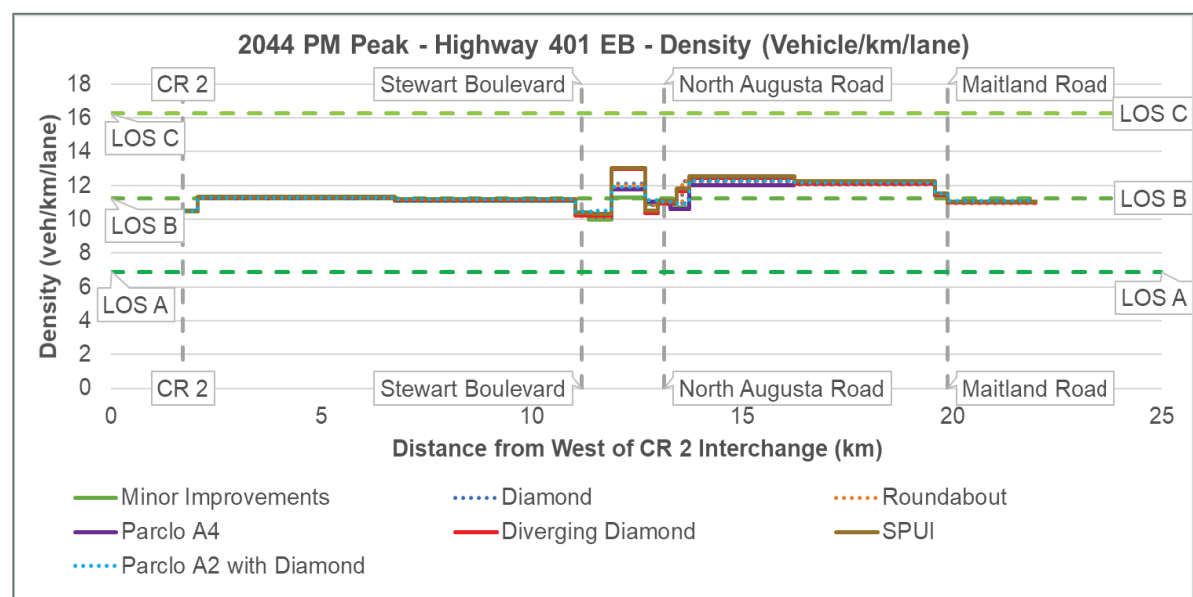 2044 PM Peak - Highway 401 EB - Density (Vehicle/km/lane)
18
CR 2
Stewart Boulevard
North Augusta Road
Maitland Road
16
LOS C
LOS C
14
12
LOS B
10
LOS B
8
6
LOS A
LOS A
4
2
0
CR 2
Stewart Boulevard
North Augusta Road
Maitland Road
Density (veh/km/lane)
0
5
10
15
20
25
Distance from West of CR 2 Interchange (km)
Minor Improvements
Diamond
Roundabout
Parclo A4
Diverging Diamond
SPUI
Parclo A2 with Diamond